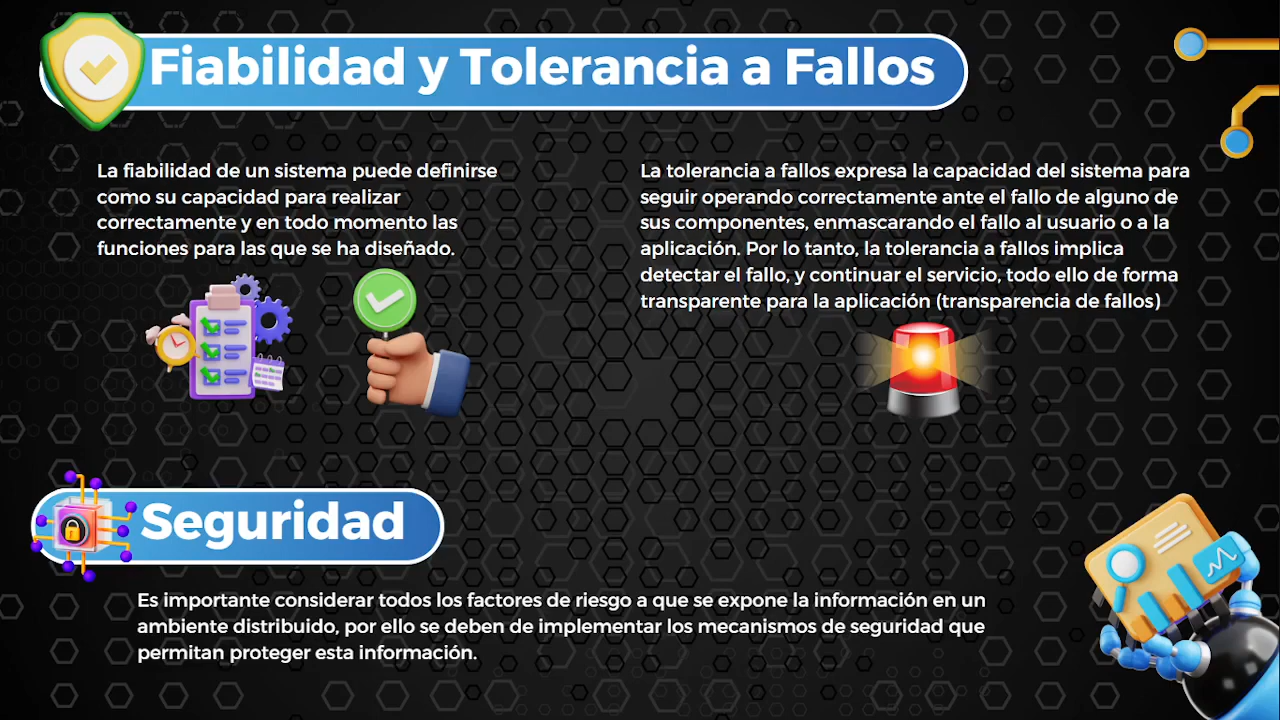 Fiabilidad y Tolerancia a Fallos
La fiabilidad de un sistema puede definirse
como su capacidad para realizar
correctamente y en todo momento las
funciones para las que se ha diseñado.
La tolerancia a fallos expresa la capacidad del sistema para
seguir operando correctamente ante el fallo de alguno de
sus componentes, enmascarando el fallo al usuario o a la
aplicación. Por lo tanto, la tolerancia a fallos implica
detectar el fallo, y continuar el servicio, todo ello de forma
transparente para la aplicación (transparencia de fallos)
Seguridad
Es importante considerar todos los factores de riesgo a que se expone la información en un
ambiente distribuido, por ello se deben de implementar los mecanismos de seguridad que
permitan proteger esta información.